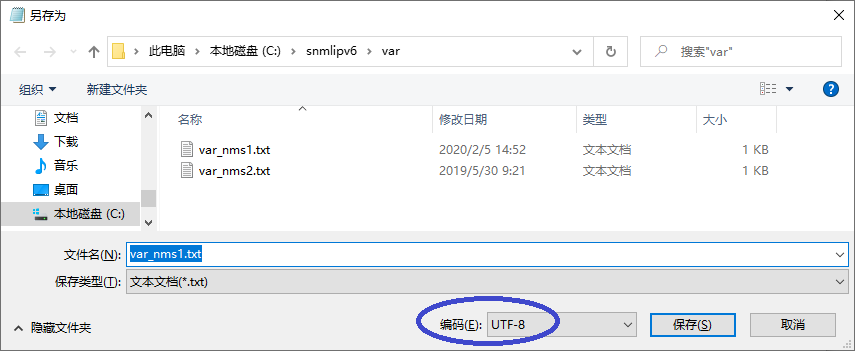 另存为
此电脑 > 本地磁盘 (C:) > snmlipv6 > var
搜索"var"
组织 新建文件夹
文档
下载
音乐
桌面
本地磁盘 (C:)
名称 修改日期 类型 大小
var_nms1.txt 2020/2/5 14:52 文本文档 1 KB
var_nms2.txt 2019/5/30 9:21 文本文档 1 KB
文件名(N): var_nms1.txt
保存类型(T): 文本文档(*.txt)
隐藏文件夹 编码(E): UTF-8 保存(S) 取消